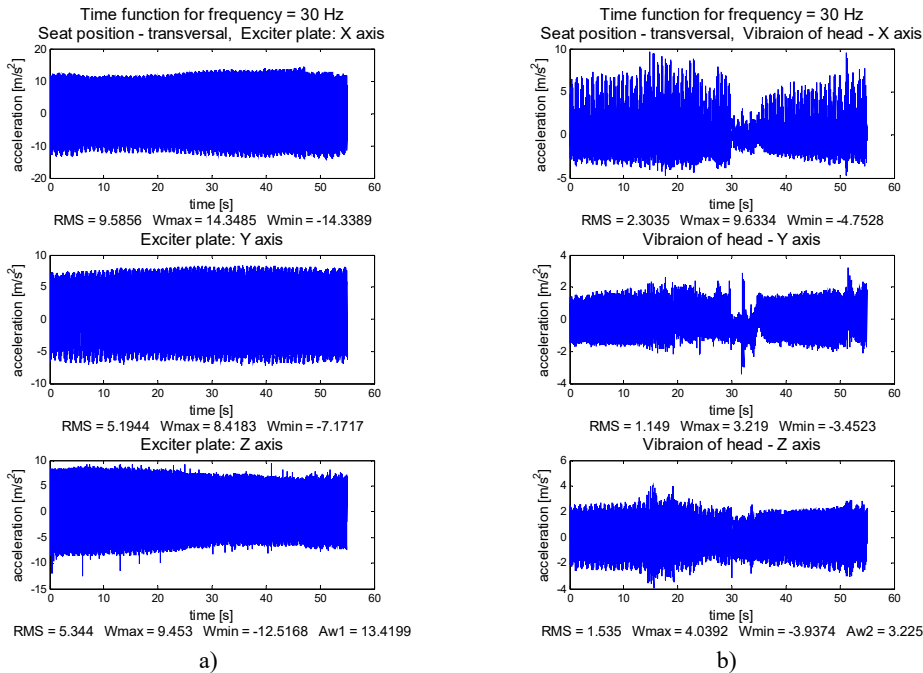 Time function for frequency = 30 Hz
Seat position - transversal, Exciter plate: X axis
20
10
0
-10
-20
acceleration [m/s²]
0 10 20 30 40 50 60
time [s]
RMS = 9.5856 Wmax = 14.3485 Wmin = -14.3389
Exciter plate: Y axis
10
5
0
-5
-10
acceleration [m/s²]
0 10 20 30 40 50 60
time [s]
RMS = 5.1944 Wmax = 8.4183 Wmin = -7.1717
Exciter plate: Z axis
10
5
0
-5
-10
-15
acceleration [m/s²]
0 10 20 30 40 50 60
time [s]
RMS = 5.344 Wmax = 9.453 Wmin = -12.5168 Aw1 = 13.4199
a)
Time function for frequency = 30 Hz
Seat position - transversal, Vibraion of head - X axis
10
5
0
-5
acceleration [m/s²]
0 10 20 30 40 50 60
time [s]
RMS = 2.3035 Wmax = 9.6334 Wmin = -4.7528
Vibraion of head - Y axis
4
2
0
-2
-4
acceleration [m/s²]
0 10 20 30 40 50 60
time [s]
RMS = 1.149 Wmax = 3.219 Wmin = -3.4523
Vibraion of head - Z axis
6
4
2
0
-2
-4
acceleration [m/s²]
0 10 20 30 40 50 60
time [s]
RMS = 1.535 Wmax = 4.0392 Wmin = -3.9374 Aw2 = 3.225
b)